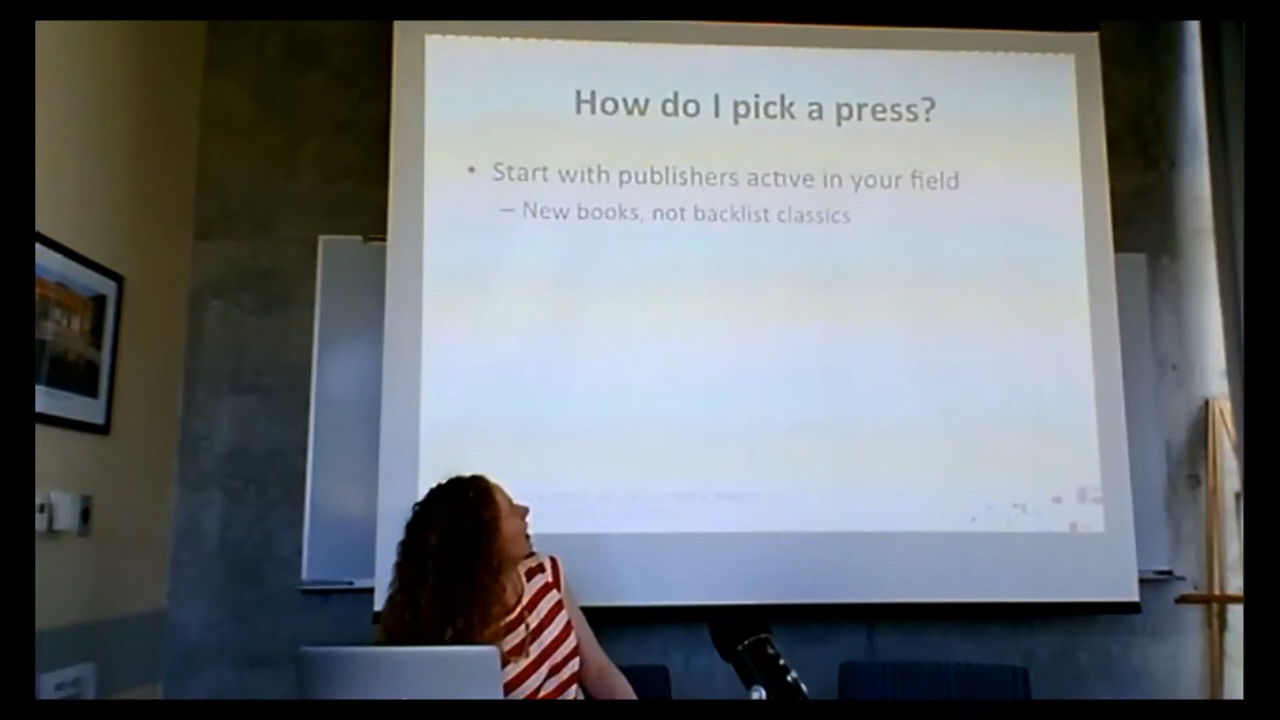 How do I pick a press?
• Start with publishers active in your field
– New books, not backlist classics